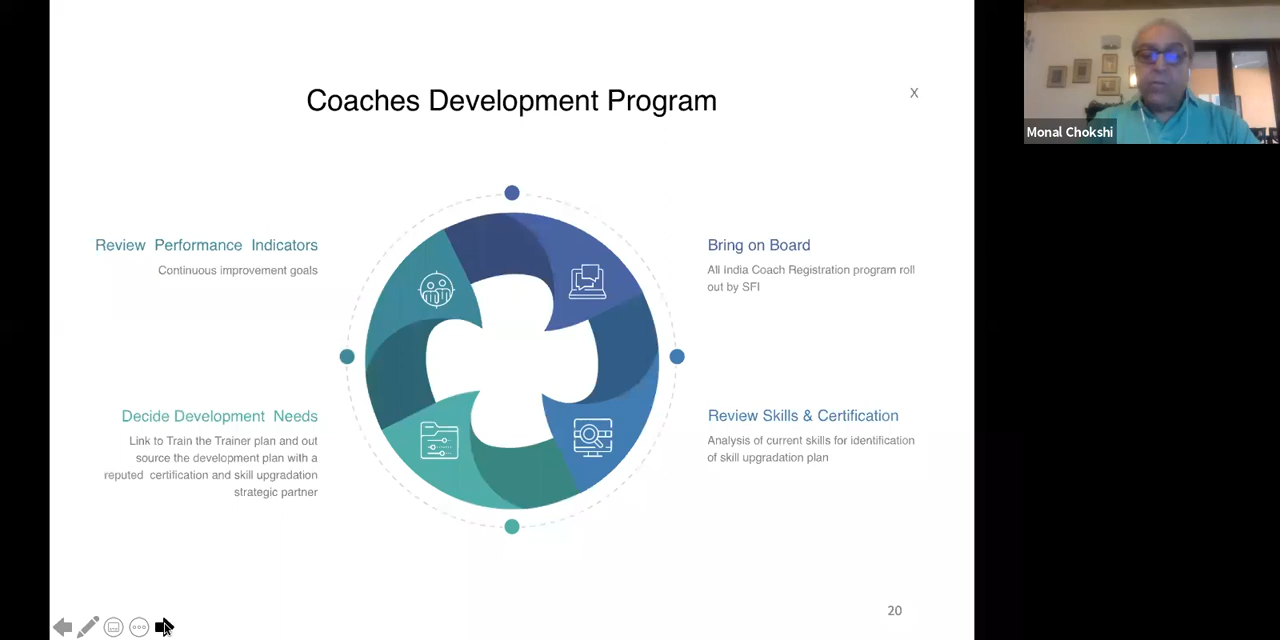 Coaches Development Program
X
Review Performance Indicators
Continuous improvement goals
Bring on Board
All India Coach Registration program roll
out by SFI
Decide Development Needs
Link to Train the Trainer plan and out
source the development plan with a
reputed certification and skill upgradation
strategic partner
Review Skills & Certification
Analysis of current skills for identification
of skill upgradation plan
20
Monal Chokshi